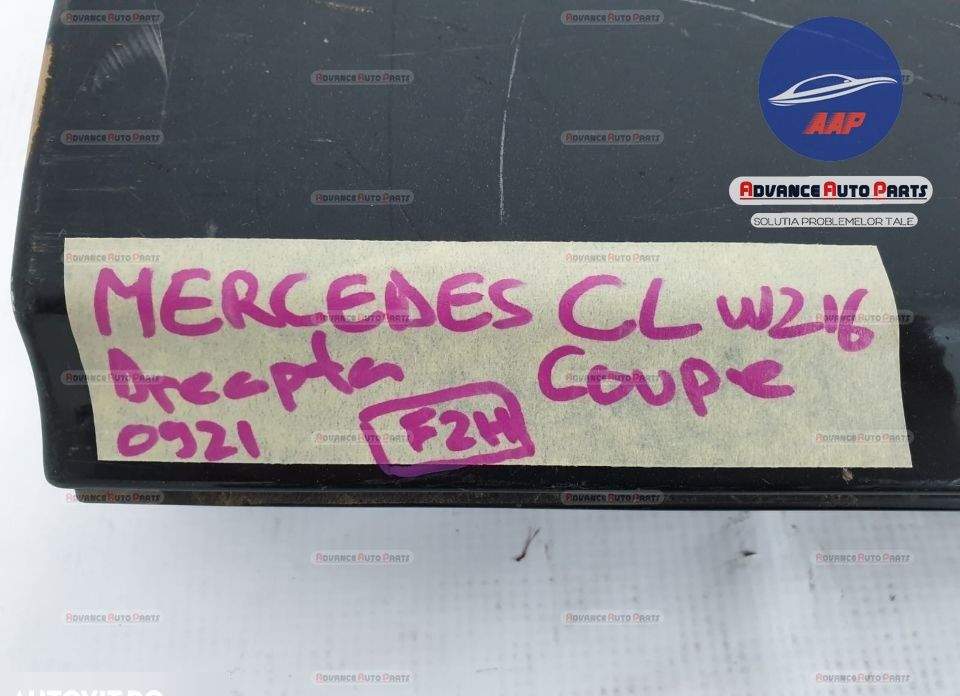 AAP
ADVANCE AUTO PARTS
SOLUTIA PROBLEMELOR TALE
MERCEDES CL W216
Dreapta Coupe
0921 F2H